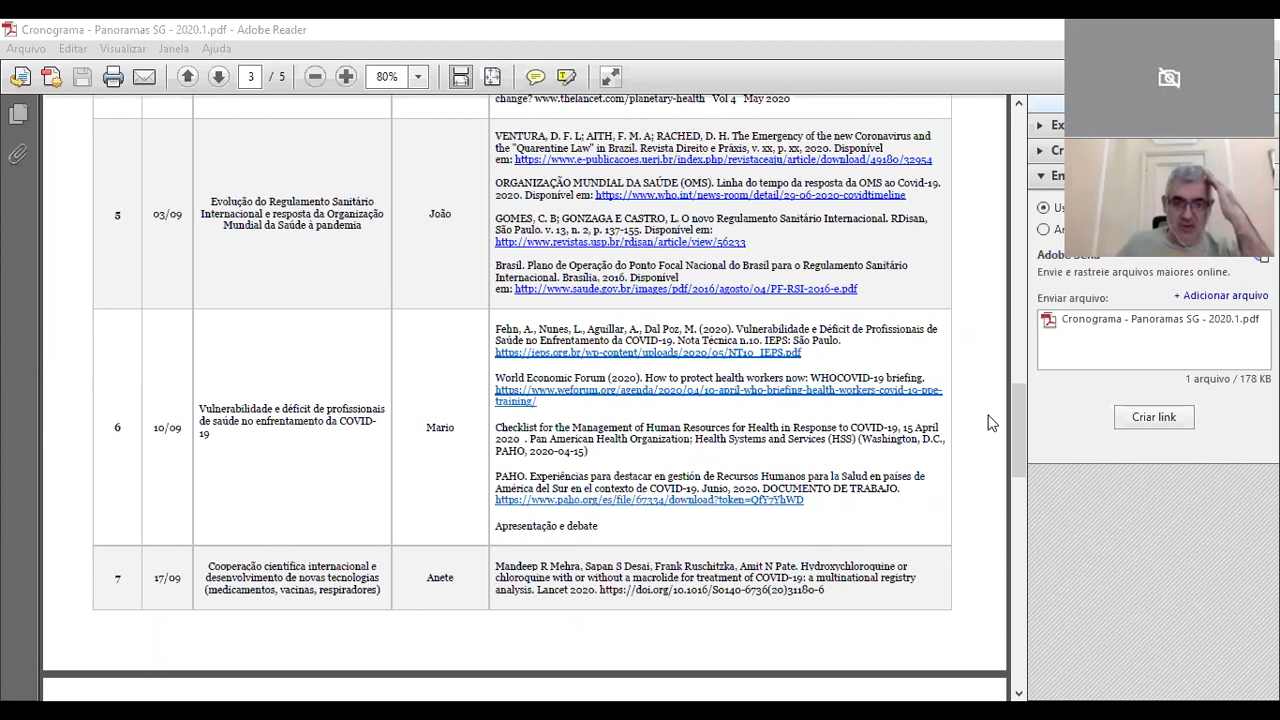 Cronograma - Panoramas SG - 2020.1.pdf - Adobe Reader
Arquivo Editar Visualizar Janela Ajuda
3 / 5 80%
change? www.thelancet.com/planetary-health Vol 4 May 2020
5
03/09
Evolução do Regulamento Sanitário
Internacional e resposta da Organização
Mundial da Saúde à pandemia
João
VENTURA, D. F. L; AITH, F. M. A; RACHED, D. H. The Emergency of the new Coronavirus and
the "Quarentine Law" in Brazil. Revista Direito e Práxis, v. xx, p. xx, 2020. Disponível
em: https://www.e-publicacoes.uerj.br/index.php/revistaceaju/article/download/49180/32954
ORGANIZAÇÃO MUNDIAL DA SAÚDE (OMS). Linha do tempo da resposta da OMS ao Covid-19.
2020. Disponível em: https://www.who.int/news-room/detail/29-06-2020-covidtimeline
GOMES, C. B; GONZAGA E CASTRO, L. O novo Regulamento Sanitário Internacional. RDisan,
São Paulo. v. 13, n. 2, p. 137-155. Disponível em:
http://www.revistas.usp.br/rdisan/article/view/56233
Brasil. Plano de Operação do Ponto Focal Nacional do Brasil para o Regulamento Sanitário
Internacional. Brasília, 2016. Disponível
em: http://www.saude.gov.br/images/pdf/2016/agosto/04/PF-RSI-2016-e.pdf
6
10/09
Vulnerabilidade e déficit de profissionais
de saúde no enfrentamento da COVID-
19
Mario
Fehn, A., Nunes, L., Aguillar, A., Dal Poz, M. (2020). Vulnerabilidade e Déficit de Profissionais de
Saúde no Enfrentamento da COVID-19. Nota Técnica n.10. IEPS: São Paulo.
https://ieps.org.br/wp-content/uploads/2020/05/NT10_IEPS.pdf
World Economic Forum (2020). How to protect health workers now: WHOCOVID-19 briefing.
https://www.weforum.org/agenda/2020/04/10-april-who-briefing-health-workers-covid-19-ppe-
training/
Checklist for the Management of Human Resources for Health in Response to COVID-19, 15 April
2020 . Pan American Health Organization; Health Systems and Services (HSS) (Washington, D.C.,
PAHO, 2020-04-15)
PAHO. Experiências para destacar en gestión de Recursos Humanos para la Salud en países de
América del Sur en el contexto de COVID-19. Junio, 2020. DOCUMENTO DE TRABAJO.
https://www.paho.org/es/file/67334/download?token=QfY7YhWD
Apresentação e debate
7
17/09
Cooperação científica internacional e
desenvolvimento de novas tecnologias
(medicamentos, vacinas, respiradores)
Anete
Mandeep R Mehra, Sapan S Desai, Frank Ruschitzka, Amit N Pate. Hydroxychloroquine or
chloroquine with or without a macrolide for treatment of COVID-19: a multinational registry
analysis. Lancet 2020. https://doi.org/10.1016/S0140-6736(20)31180-6
Ex
Cr
En
Us
Envie e rastreie arquivos maiores online.
Enviar arquivo: + Adicionar arquivo
Cronograma - Panoramas SG - 2020.1.pdf
1 arquivo / 178 KB
Criar link